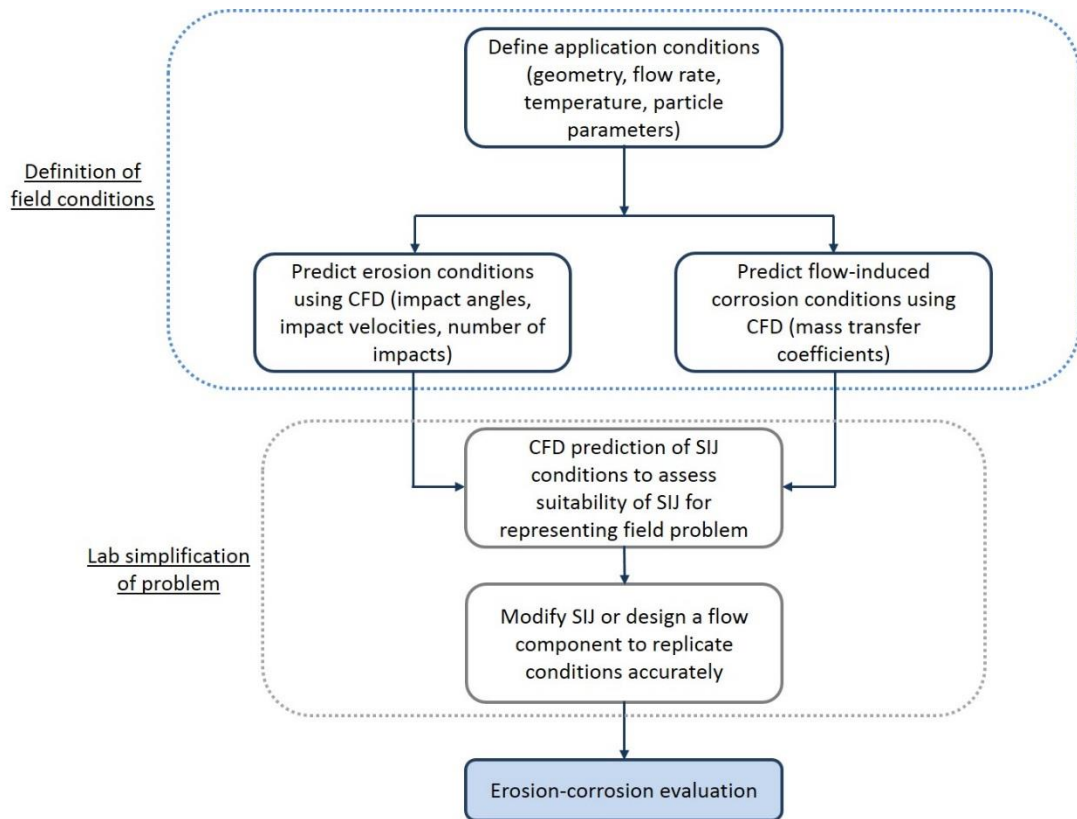 Define application conditions
(geometry, flow rate,
temperature, particle
parameters)
Definition of
field conditions
Predict erosion conditions
using CFD (impact angles,
impact velocities, number of
impacts)
Predict flow-induced
corrosion conditions using
CFD (mass transfer
coefficients)
CFD prediction of SIJ
conditions to assess
suitability of SIJ for
representing field problem
Lab simplification
of problem
Modify SIJ or design a flow
component to replicate
conditions accurately
Erosion-corrosion evaluation